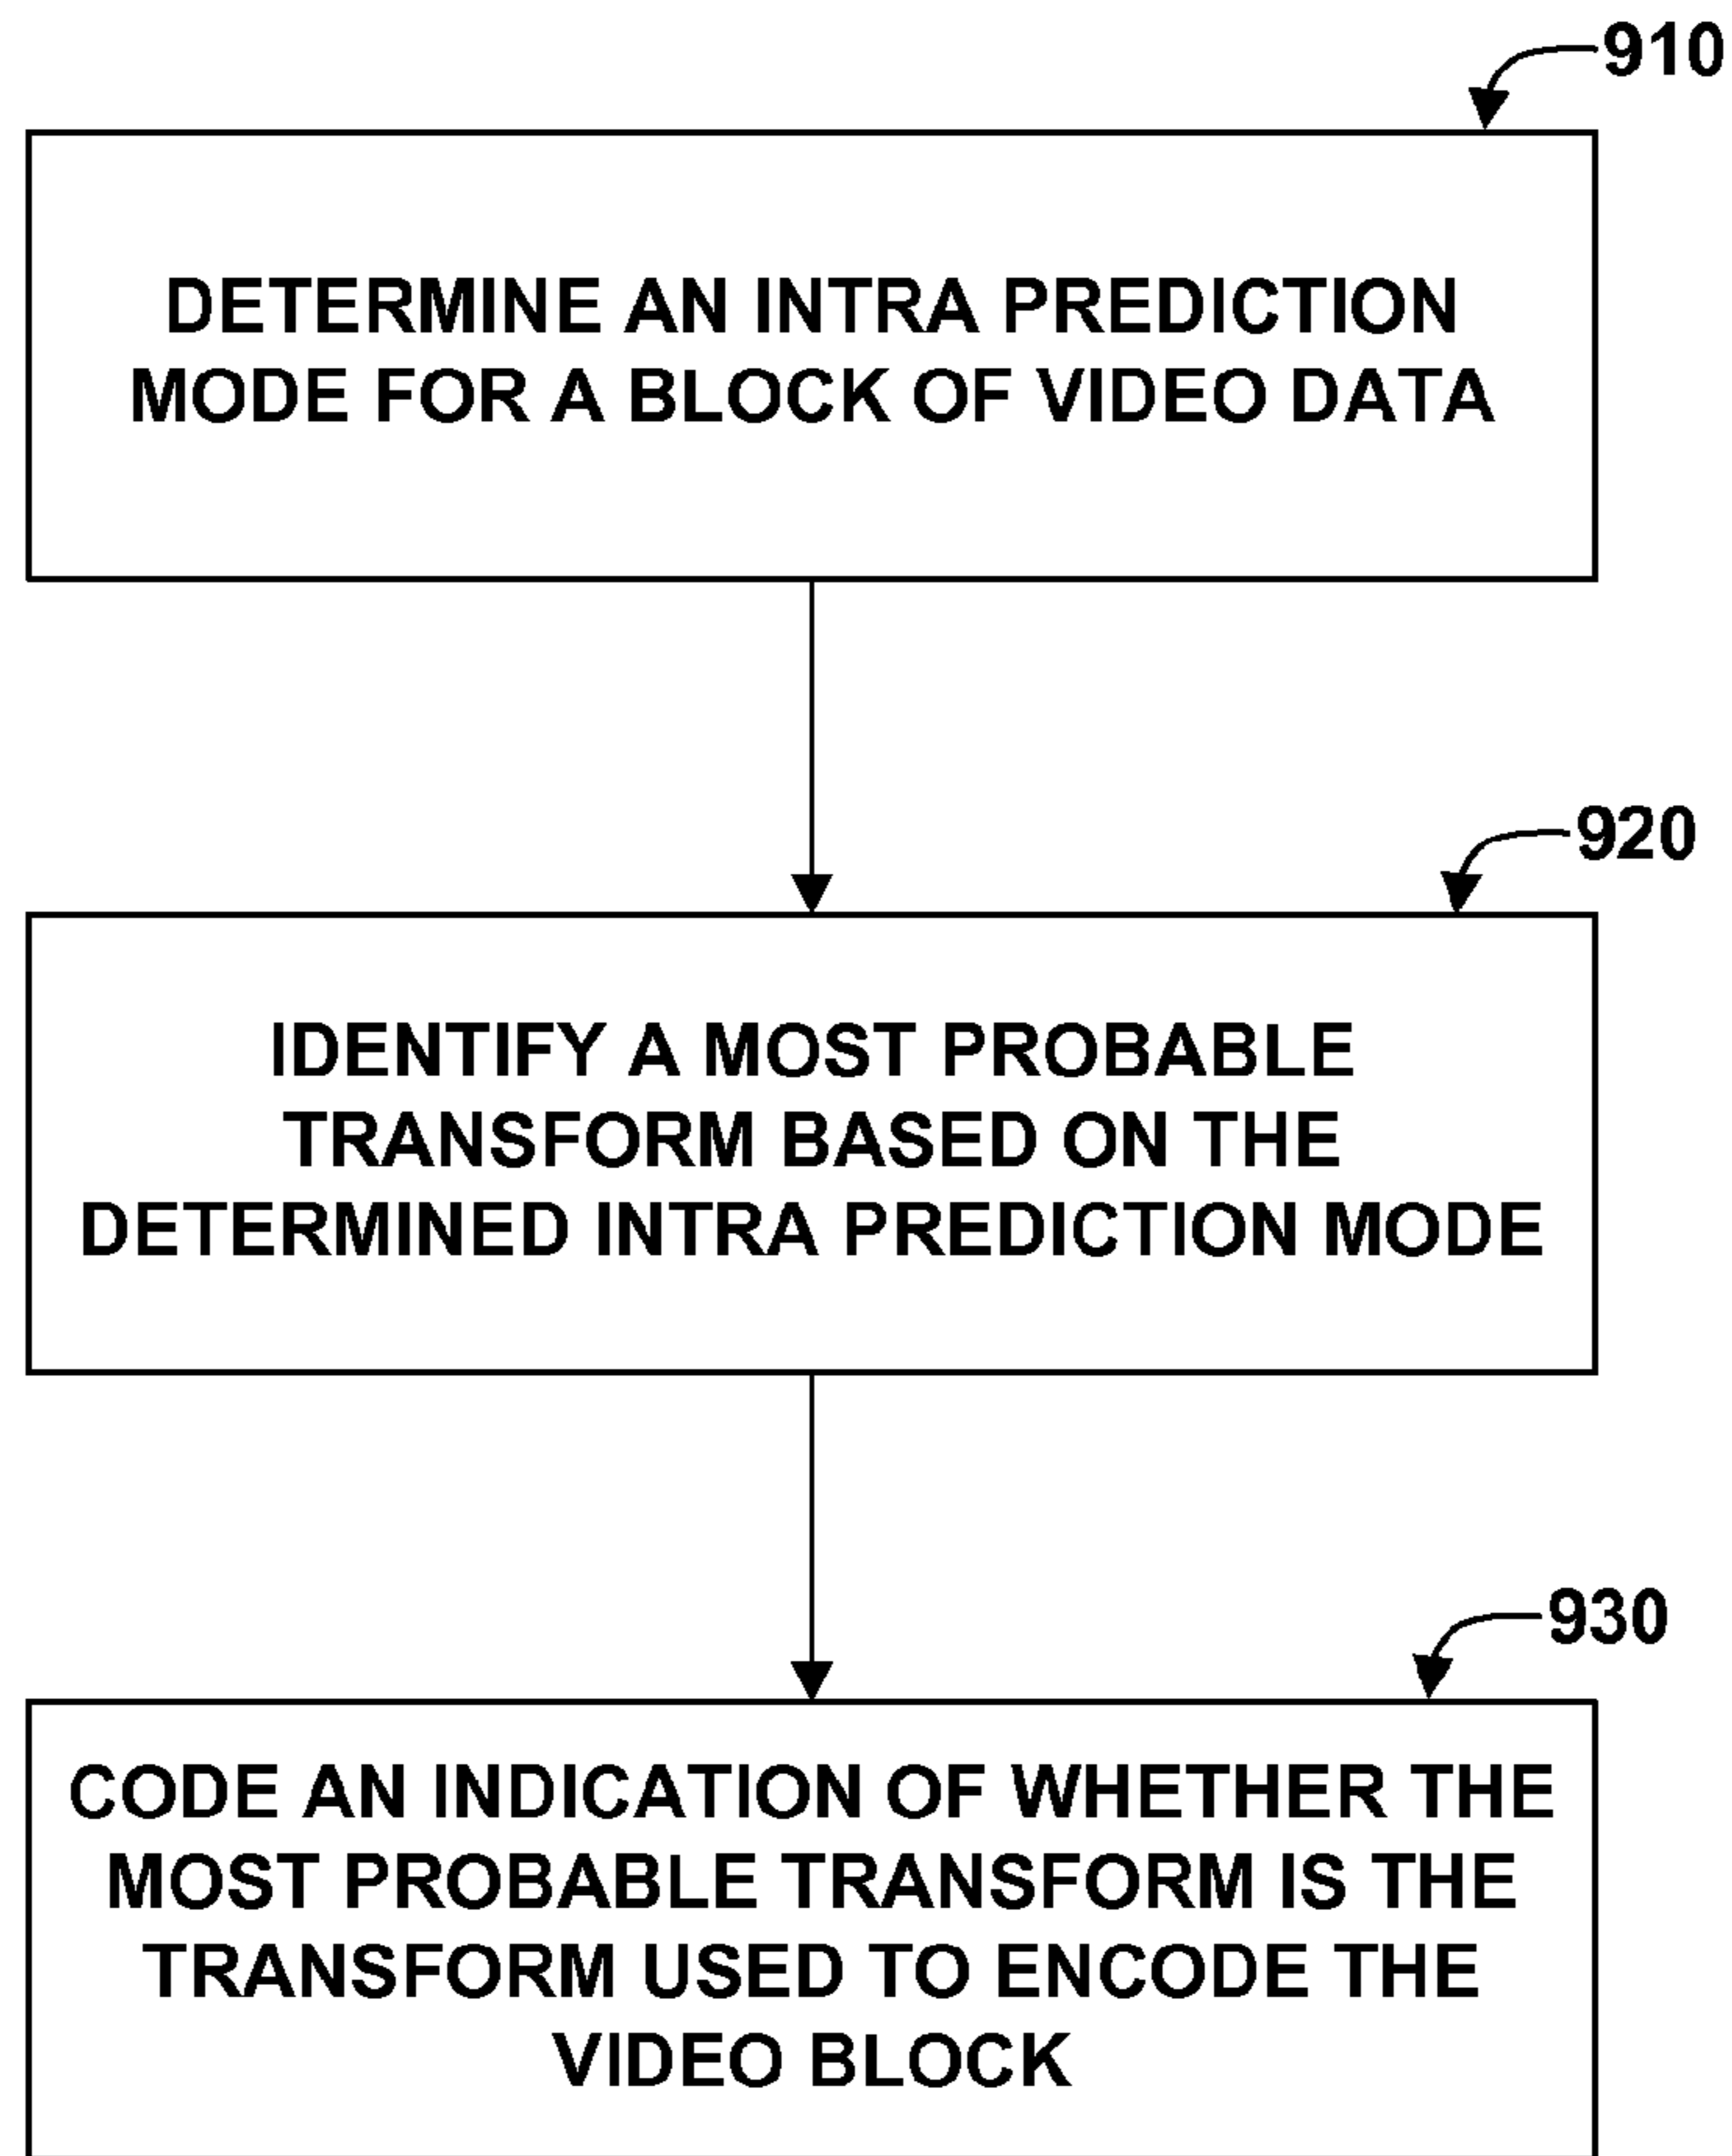 910
DETERMINE AN INTRA PREDICTION
MODE FOR A BLOCK OF VIDEO DATA
920
IDENTIFY A MOST PROBABLE
TRANSFORM BASED ON THE
DETERMINED INTRA PREDICTION MODE
930
CODE AN INDICATION OF WHETHER THE
MOST PROBABLE TRANSFORM IS THE
TRANSFORM USED TO ENCODE THE
VIDEO BLOCK